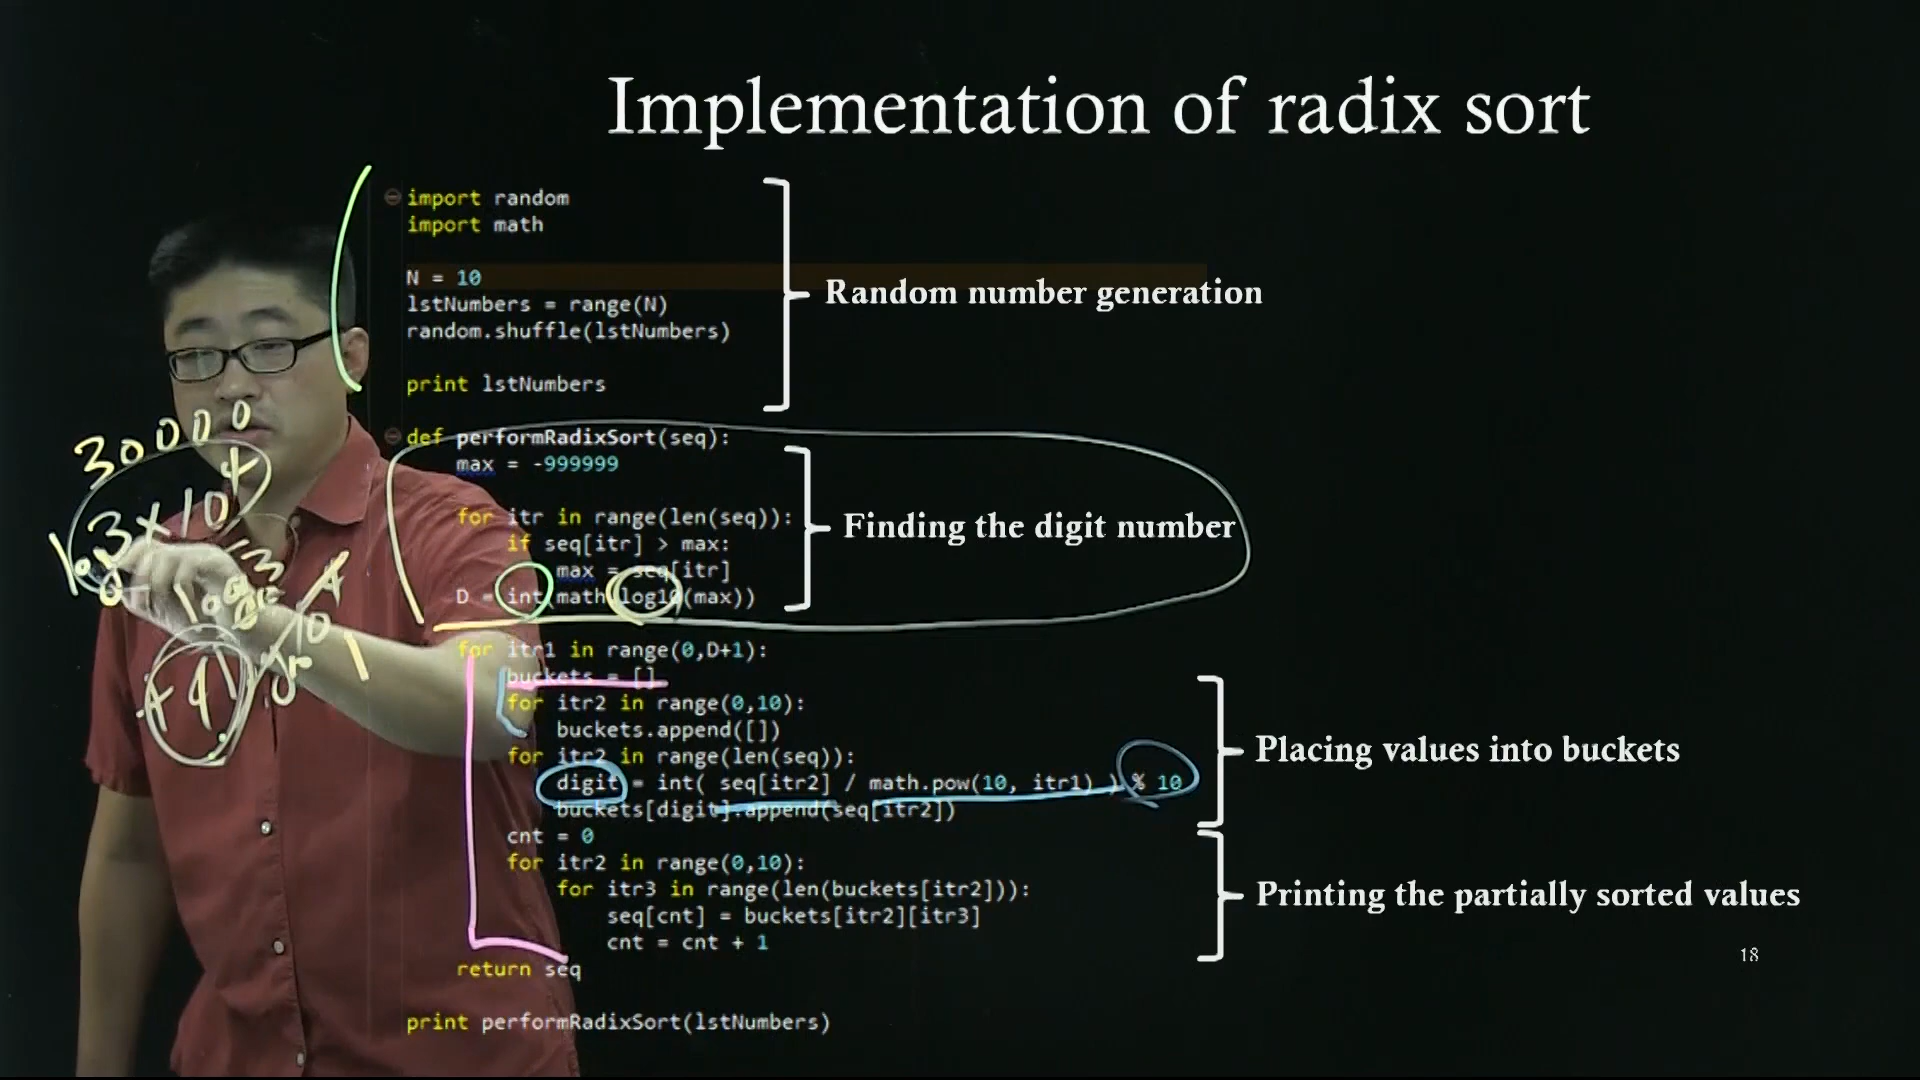 Implementation of radix sort
import random
import math
N = 10
lstNumbers = range(N)
random.shuffle(lstNumbers)
print lstNumbers
Random number generation
def performRadixSort(seq):
max = -999999
for itr in range(len(seq)):
if seq[itr] > max:
max = seq[itr]
D = int(math.log10(max))
Finding the digit number
for itr1 in range(0,D+1):
buckets = []
for itr2 in range(0,10):
buckets.append([])
for itr2 in range(len(seq)):
digit = int( seq[itr2] / math.pow(10, itr1) ) % 10
buckets[digit].append(seq[itr2])
Placing values into buckets
cnt = 0
for itr2 in range(0,10):
for itr3 in range(len(buckets[itr2])):
seq[cnt] = buckets[itr2][itr3]
cnt = cnt + 1
Printing the partially sorted values
return seq
print performRadixSort(lstNumbers)
18
30000
log 3×10 4